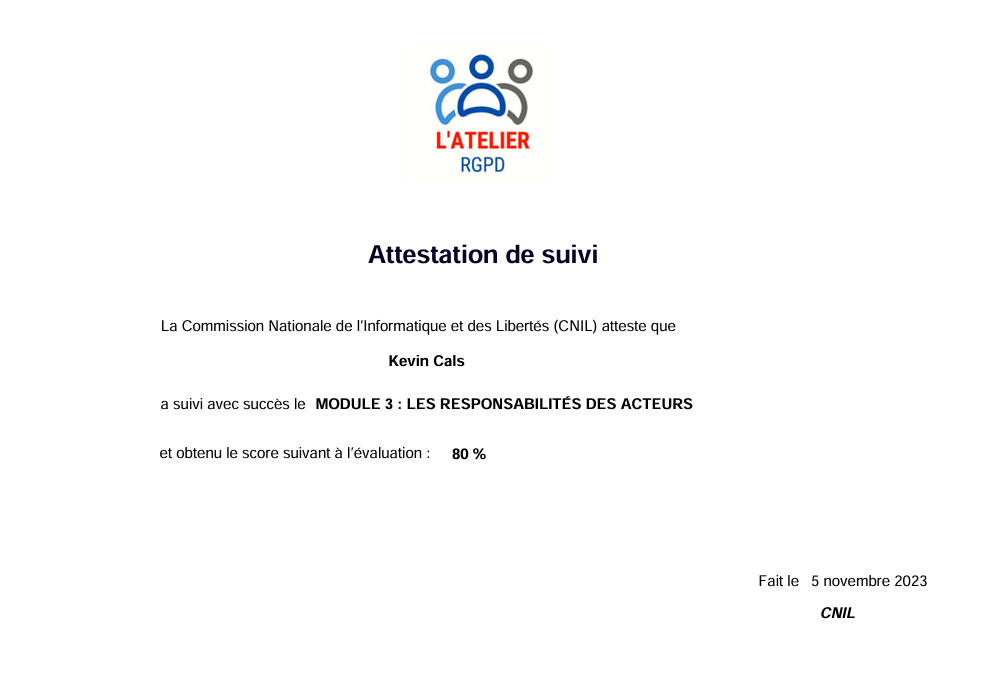 L'ATELIER
RGPD
Attestation de suivi
La Commission Nationale de l'Informatique et des Libertés (CNIL) atteste que
Kevin Cals
a suivi avec succès le MODULE 3 : LES RESPONSABILITÉS DES ACTEURS
et obtenu le score suivant à l'évaluation : 80 %
Fait le 5 novembre 2023
CNIL